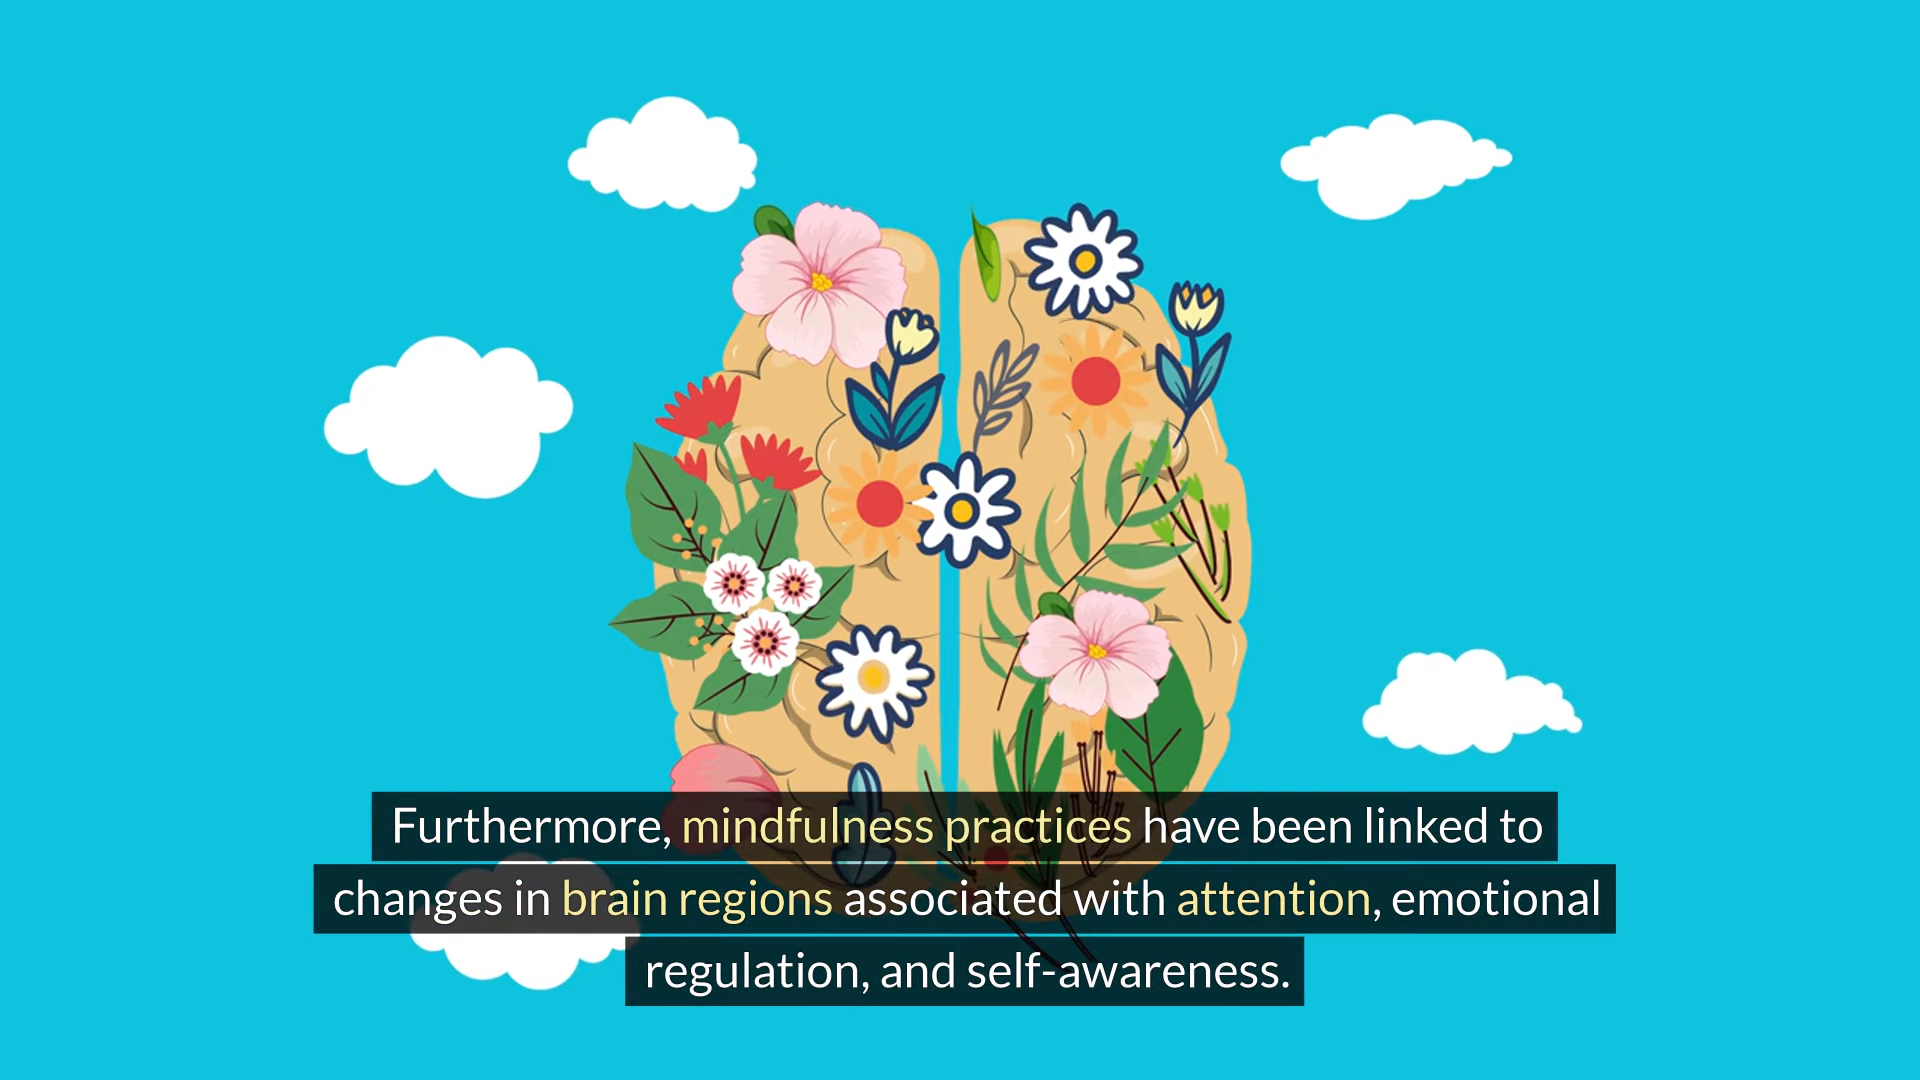 Furthermore, mindfulness practices have been linked to
changes in brain regions associated with attention, emotional
regulation, and self-awareness.